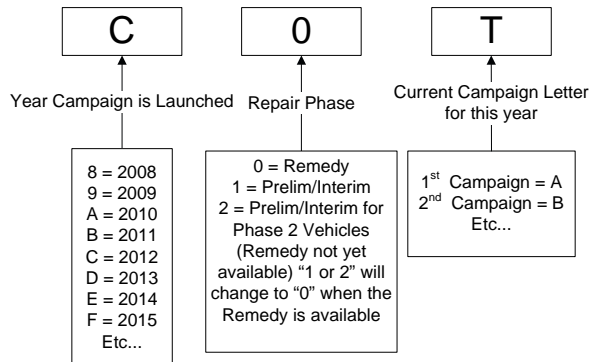 C
0
T
Year Campaign is Launched
Repair Phase
Current Campaign Letter
for this year
8 = 2008
9 = 2009
A = 2010
B = 2011
C = 2012
D = 2013
E = 2014
F = 2015
Etc...
0 = Remedy
1 = Prelim/Interim
2 = Prelim/Interim for
Phase 2 Vehicles
(Remedy not yet
available) “1 or 2” will
change to “0” when the
Remedy is available
1st Campaign = A
2nd Campaign = B
Etc...